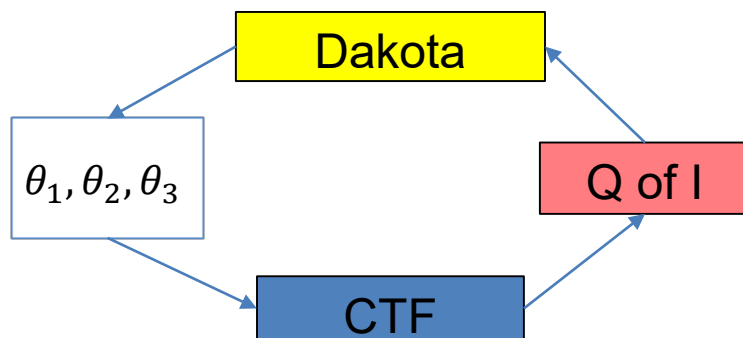 Dakota
θ₁, θ₂, θ₃
Q of I
CTF